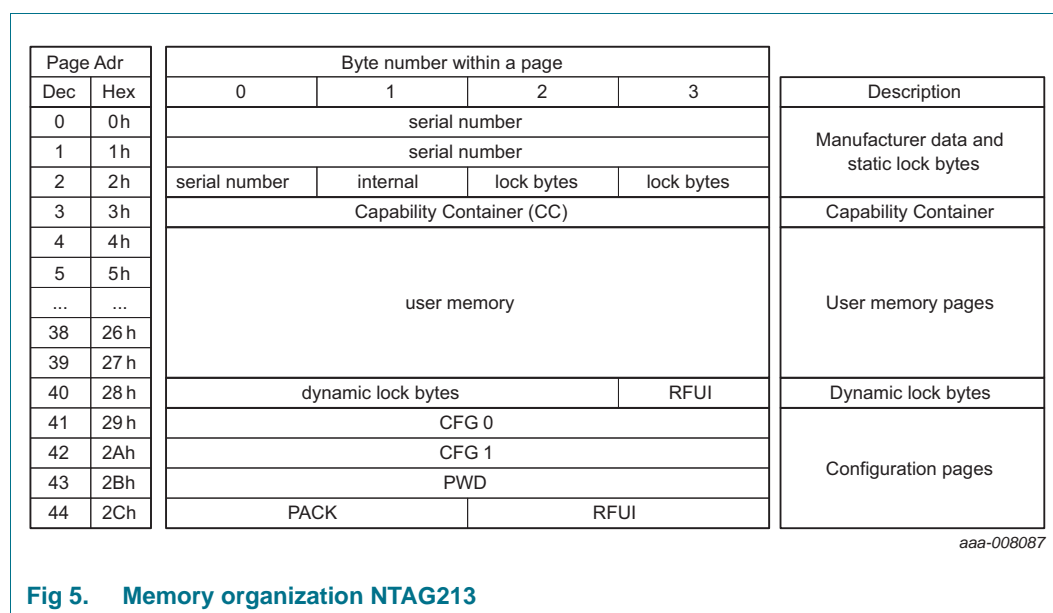 Page Adr Byte number within a page
Dec Hex 0 1 2 3 Description
0 0h serial number
1 1h serial number
Manufacturer data and
static lock bytes
2 2h serial number internal lock bytes lock bytes
3 3h Capability Container (CC) Capability Container
4 4h
5 5h
... ... user memory User memory pages
38 26 h
39 27 h
40 28 h dynamic lock bytes RFUI Dynamic lock bytes
41 29 h CFG 0
42 2Ah CFG 1
Configuration pages
43 2Bh PWD
44 2Ch PACK RFUI
aaa-008087
Fig 5. Memory organization NTAG213